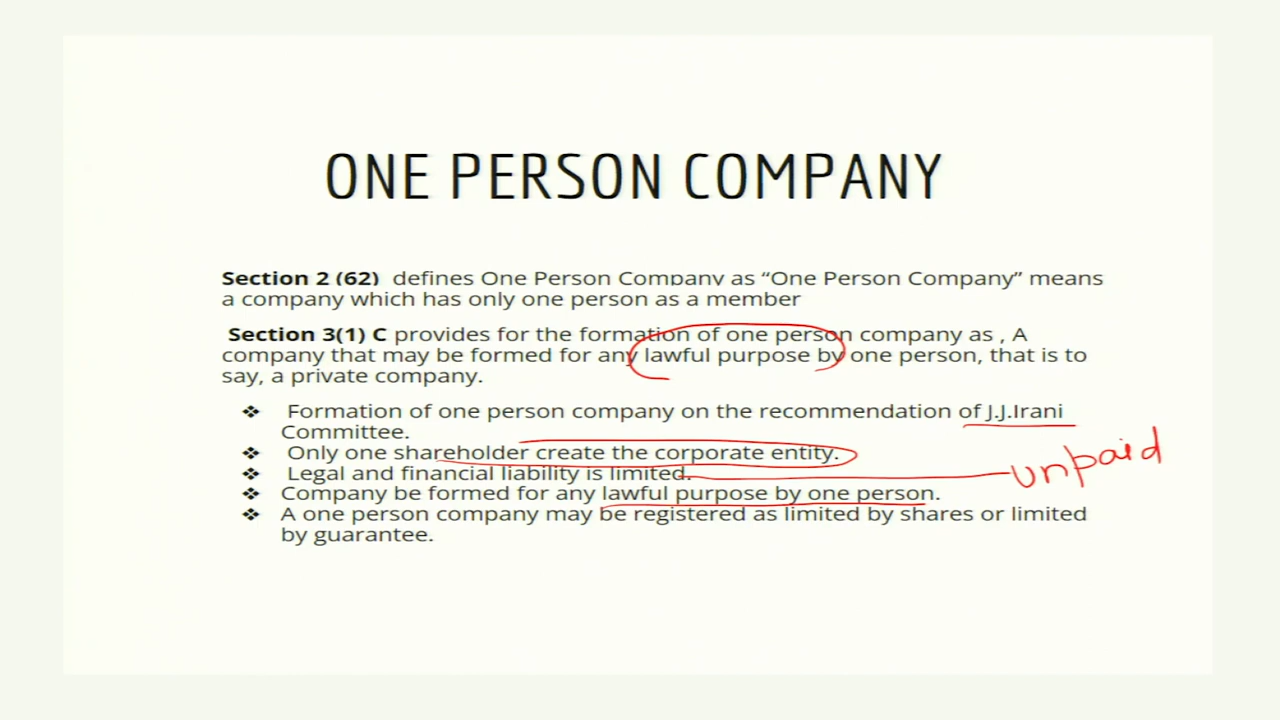 ONE PERSON COMPANY
Section 2 (62) defines One Person Company as “One Person Company” means
a company which has only one person as a member
Section 3(1) C provides for the formation of one person company as , A
company that may be formed for any lawful purpose by one person, that is to
say, a private company.
❖ Formation of one person company on the recommendation of J.J.Irani
Committee.
❖ Only one shareholder create the corporate entity.
❖ Legal and financial liability is limited.
unpaid
❖ Company be formed for any lawful purpose by one person.
❖ A one person company may be registered as limited by shares or limited
by guarantee.